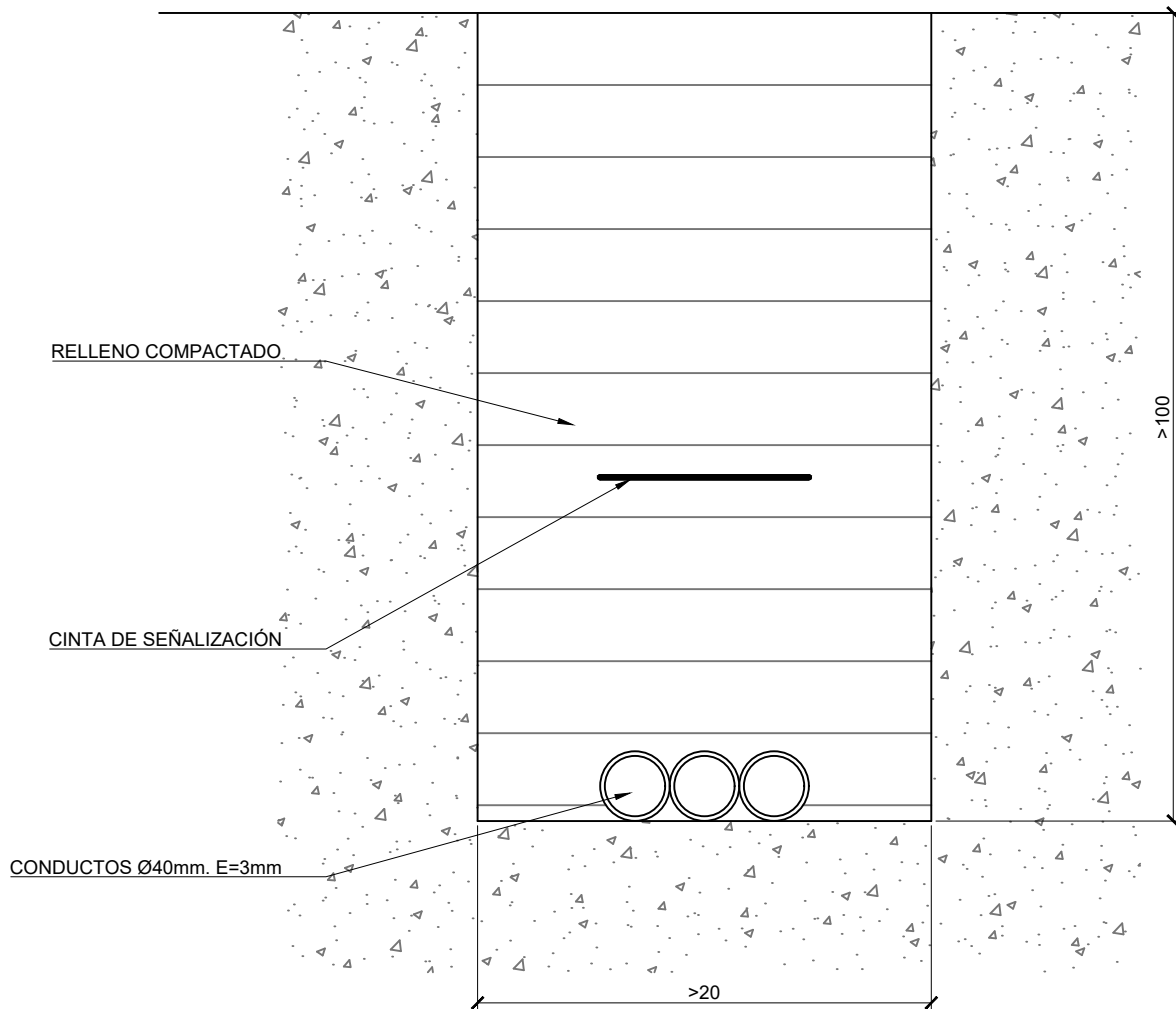 RELLENO COMPACTADO
>100
CINTA DE SEÑALIZACIÓN
CONDUCTOS Ø40mm. E=3mm
>20